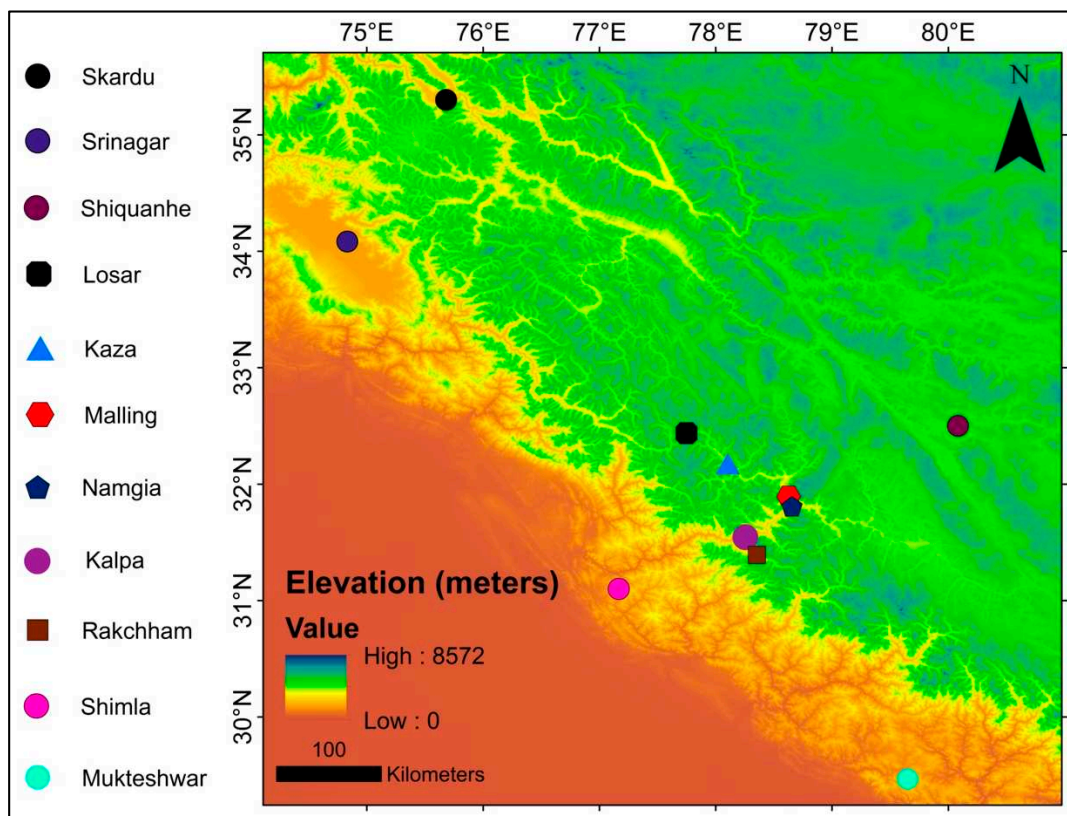 75°E 76°E 77°E 78°E 79°E 80°E
Skardu
Srinagar
Shiquanhe
Losar
Kaza
Malling
Namgia
Kalpa
Rakchham
Shimla
Mukteshwar
35°N
34°N
33°N
32°N
31°N
30°N
N
Elevation (meters)
Value
High : 8572
Low : 0
100
Kilometers